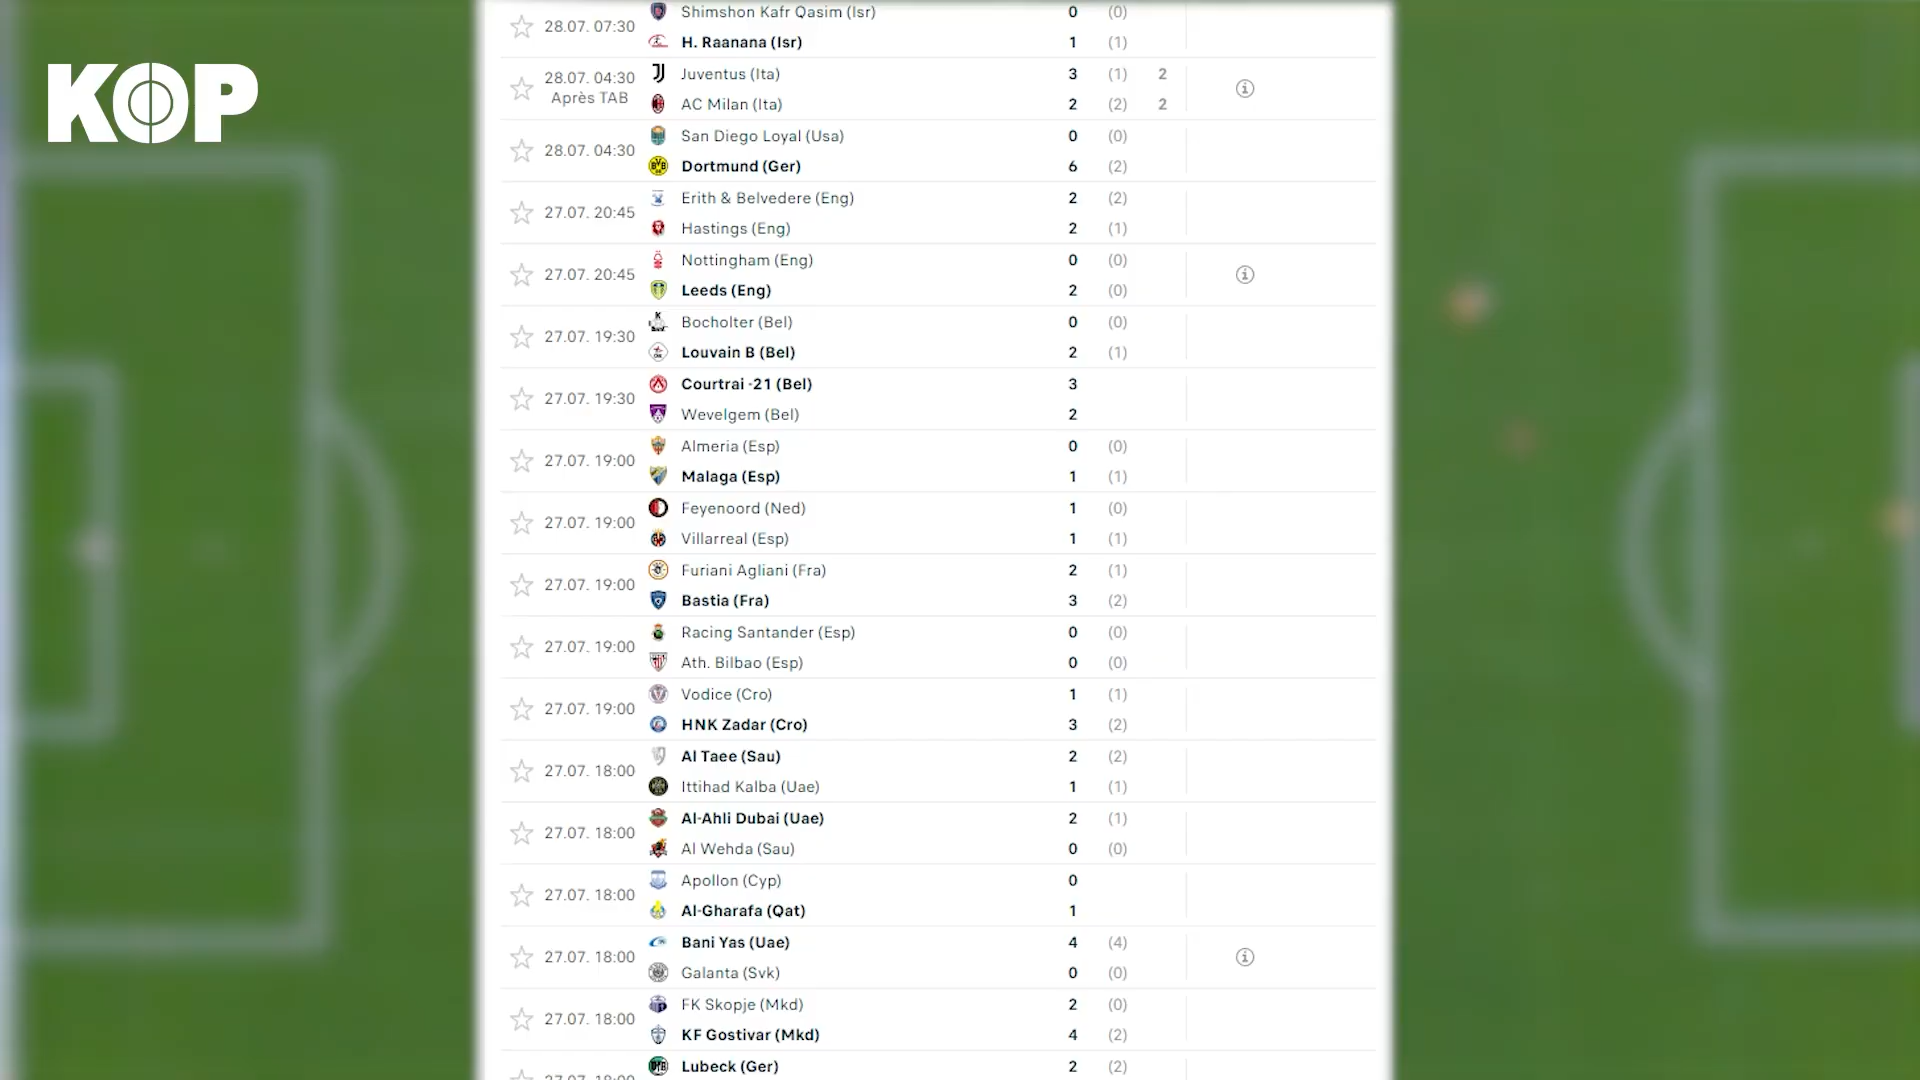 KOP
28.07. 07:30 Shimshon Kafr Qasim (Isr) 0 (0)
H. Raanana (Isr) 1 (1)
28.07. 04:30 Juventus (Ita) 3 (1) 2
Après TAB AC Milan (Ita) 2 (2) 2
28.07. 04:30 San Diego Loyal (Usa) 0 (0)
Dortmund (Ger) 6 (2)
27.07. 20:45 Erith & Belvedere (Eng) 2 (2)
Hastings (Eng) 2 (1)
27.07. 20:45 Nottingham (Eng) 0 (0)
Leeds (Eng) 2 (0)
27.07. 19:30 Bocholter (Bel) 0 (0)
Louvain B (Bel) 2 (1)
27.07. 19:30 Courtrai -21 (Bel) 3
Wevelgem (Bel) 2
27.07. 19:00 Almeria (Esp) 0 (0)
Malaga (Esp) 1 (1)
27.07. 19:00 Feyenoord (Ned) 1 (0)
Villarreal (Esp) 1 (1)
27.07. 19:00 Furiani Agliani (Fra) 2 (1)
Bastia (Fra) 3 (2)
27.07. 19:00 Racing Santander (Esp) 0 (0)
Ath. Bilbao (Esp) 0 (0)
27.07. 19:00 Vodice (Cro) 1 (1)
HNK Zadar (Cro) 3 (2)
27.07. 18:00 Al Taee (Sau) 2 (2)
Ittihad Kalba (Uae) 1 (1)
27.07. 18:00 Al-Ahli Dubai (Uae) 2 (1)
Al Wehda (Sau) 0 (0)
27.07. 18:00 Apollon (Cyp) 0
Al-Gharafa (Qat) 1
27.07. 18:00 Bani Yas (Uae) 4 (4)
Galanta (Svk) 0 (0)
27.07. 18:00 FK Skopje (Mkd) 2 (0)
KF Gostivar (Mkd) 4 (2)
27.07. 18:00 Lubeck (Ger) 2 (2)